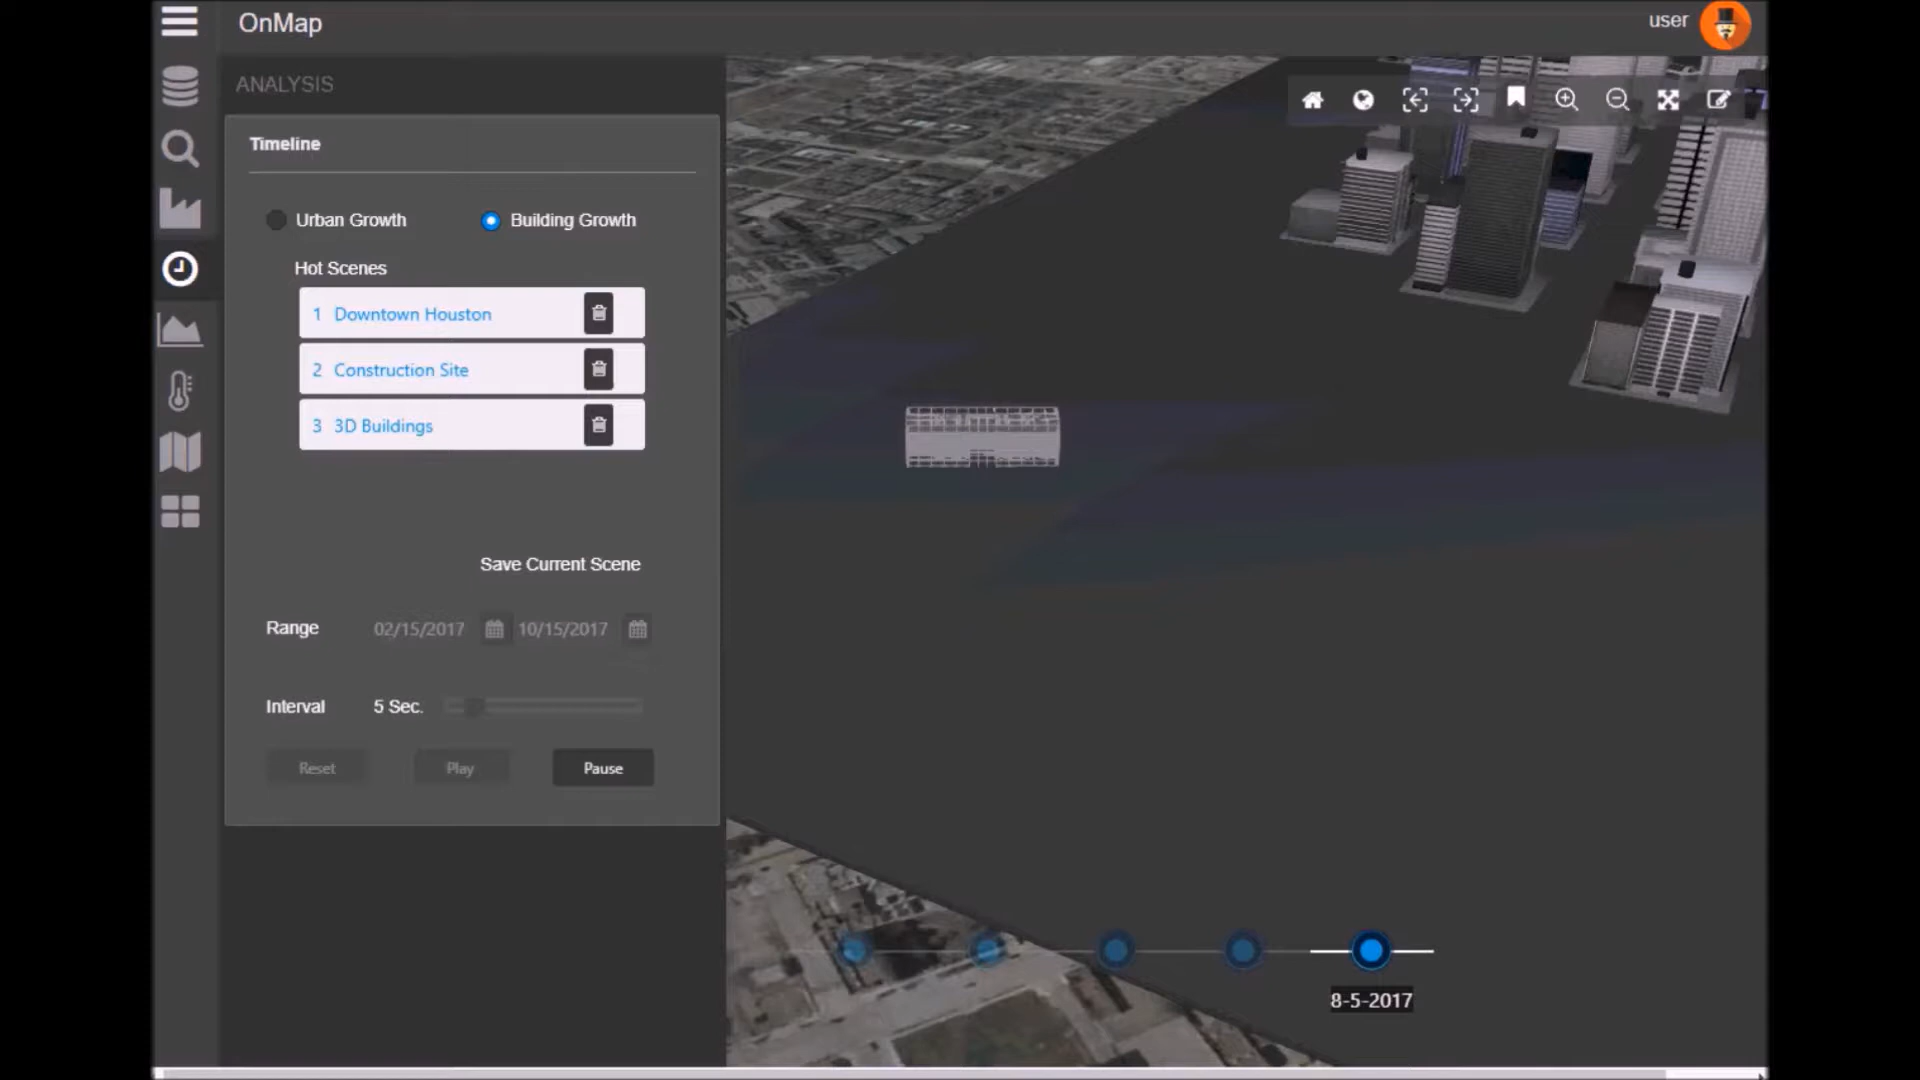 OnMap
user
ANALYSIS
Timeline
Urban Growth
Building Growth
Hot Scenes
1 Downtown Houston
2 Construction Site
3 3D Buildings
Save Current Scene
Range 02/15/2017 10/15/2017
Interval 5 Sec.
Reset Play Pause
8-5-2017